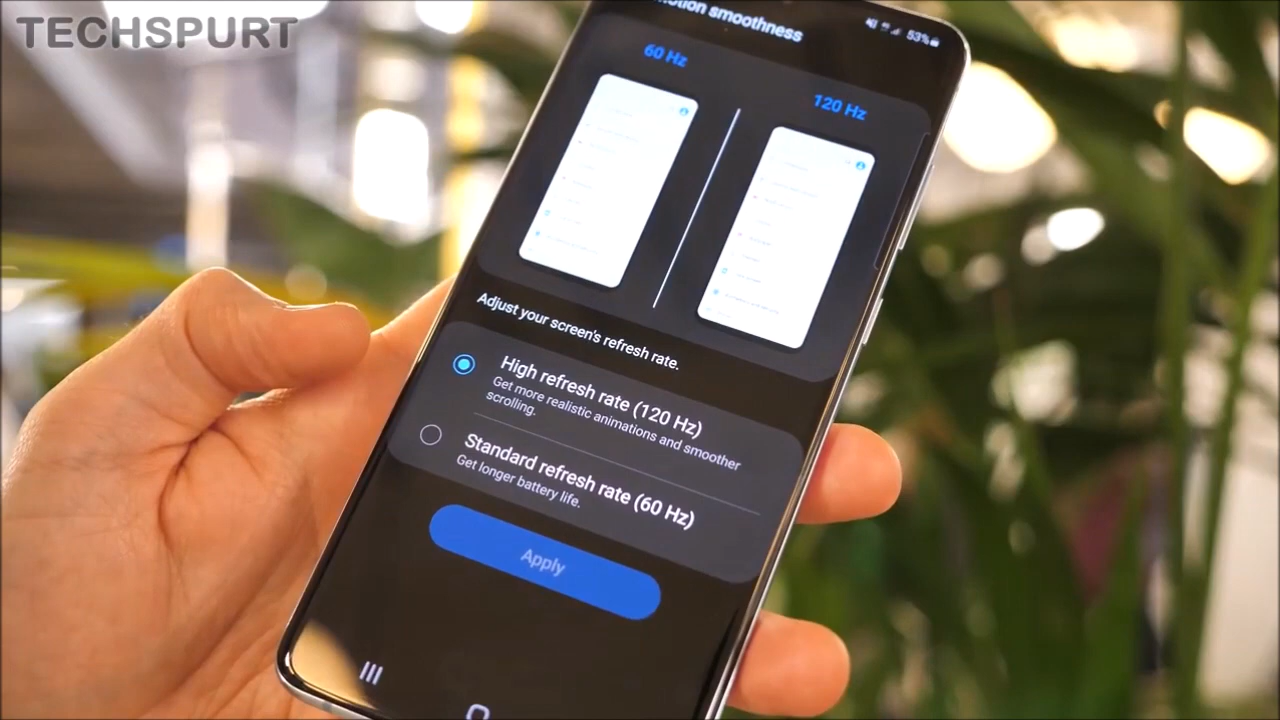 TECHSPURT
Motion smoothness
53%
60 Hz
120 Hz
Adjust your screen's refresh rate.
High refresh rate (120 Hz)
Get more realistic animations and smoother
scrolling.
Standard refresh rate (60 Hz)
Get longer battery life.
Apply